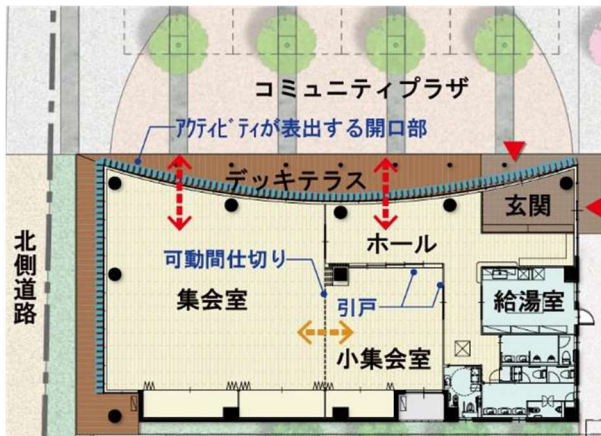 コミュニティプラザ
アクティビティが表出する開口部
デッキテラス
玄関
ホール
北側道路
可動間仕切り
集会室
引戸
給湯室
小集会室